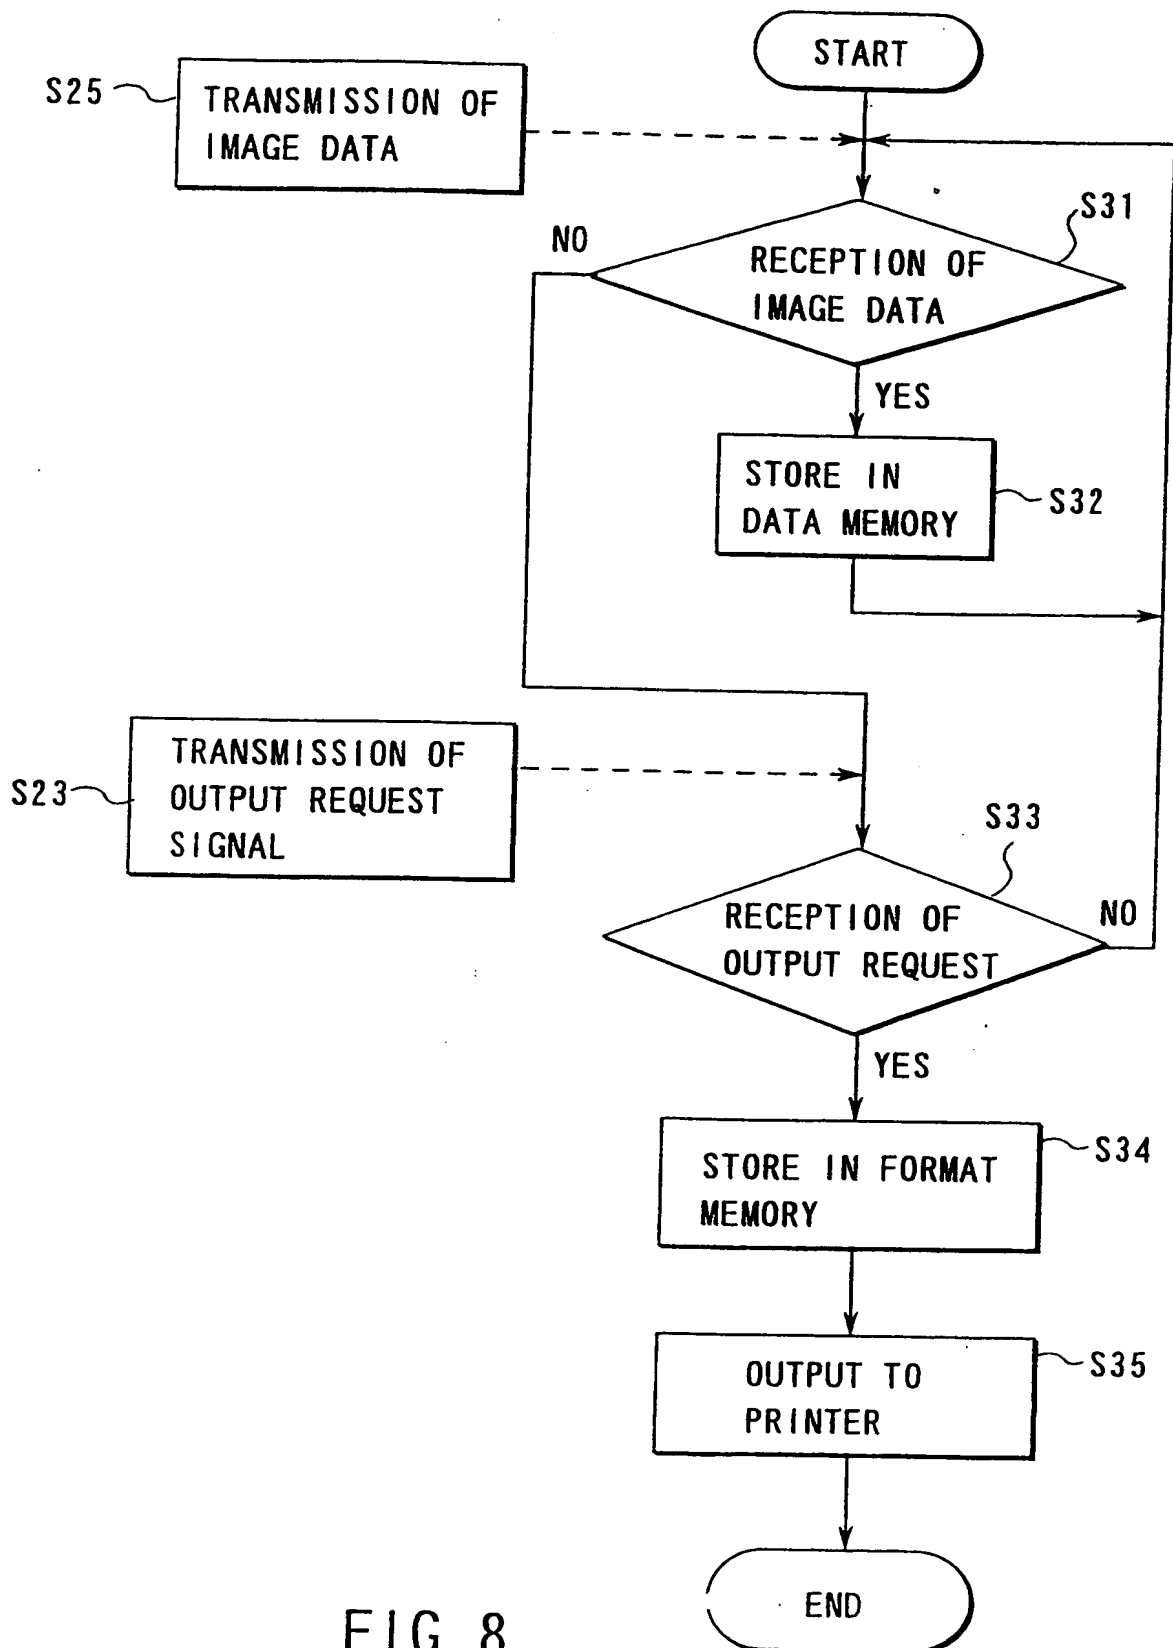 START
S25
TRANSMISSION OF
IMAGE DATA
S31
NO
RECEPTION OF
IMAGE DATA
YES
STORE IN
DATA MEMORY
S32
TRANSMISSION OF
OUTPUT REQUEST
SIGNAL
S23
S33
RECEPTION OF
OUTPUT REQUEST
NO
YES
STORE IN FORMAT
MEMORY
S34
OUTPUT TO
PRINTER
S35
END
FIG 8